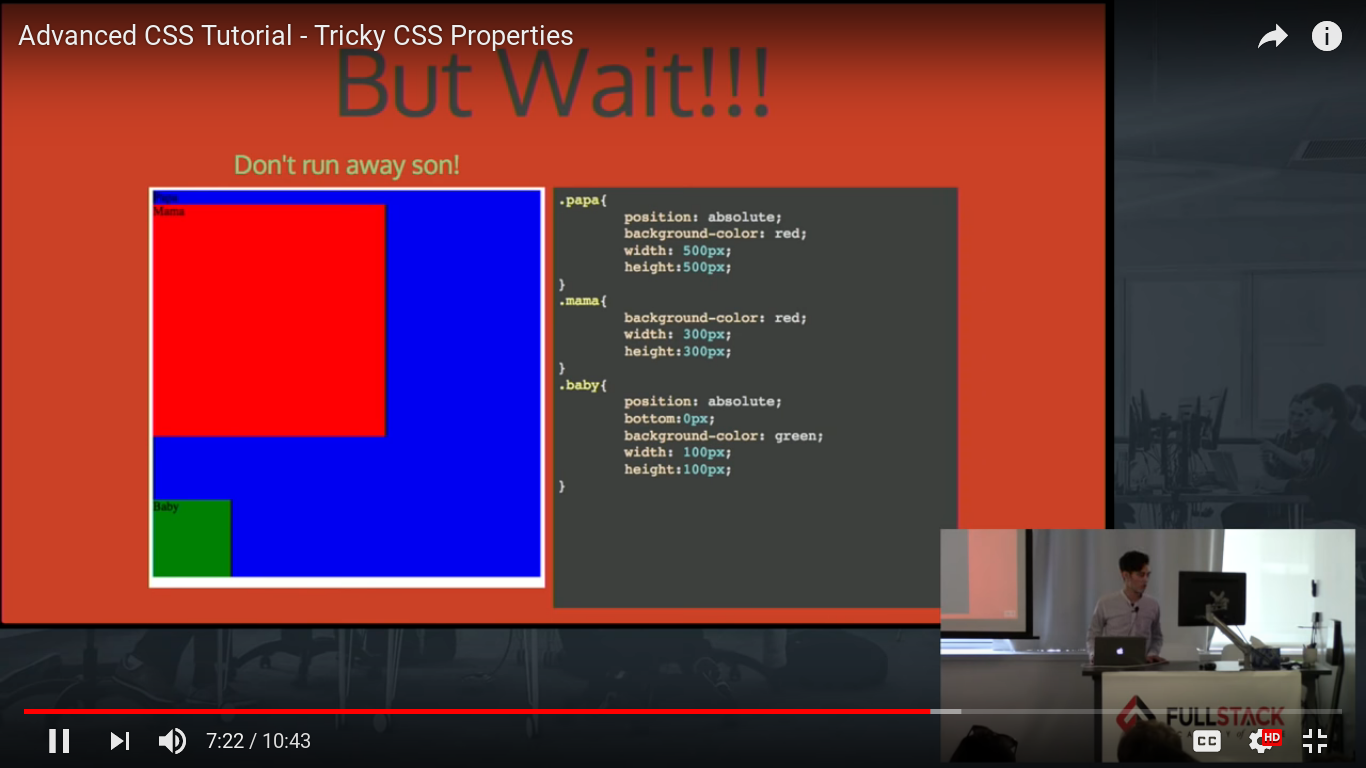 Advanced CSS Tutorial - Tricky CSS Properties
But Wait!!!
Don't run away son!
Papa
Mama
Baby
.papa{
position: absolute;
background-color: red;
width: 500px;
height:500px;
}
.mama{
background-color: red;
width: 300px;
height:300px;
}
.baby{
position: absolute;
bottom:0px;
background-color: green;
width: 100px;
height:100px;
}
FULLSTACK
7:22 / 10:43
CC
HD